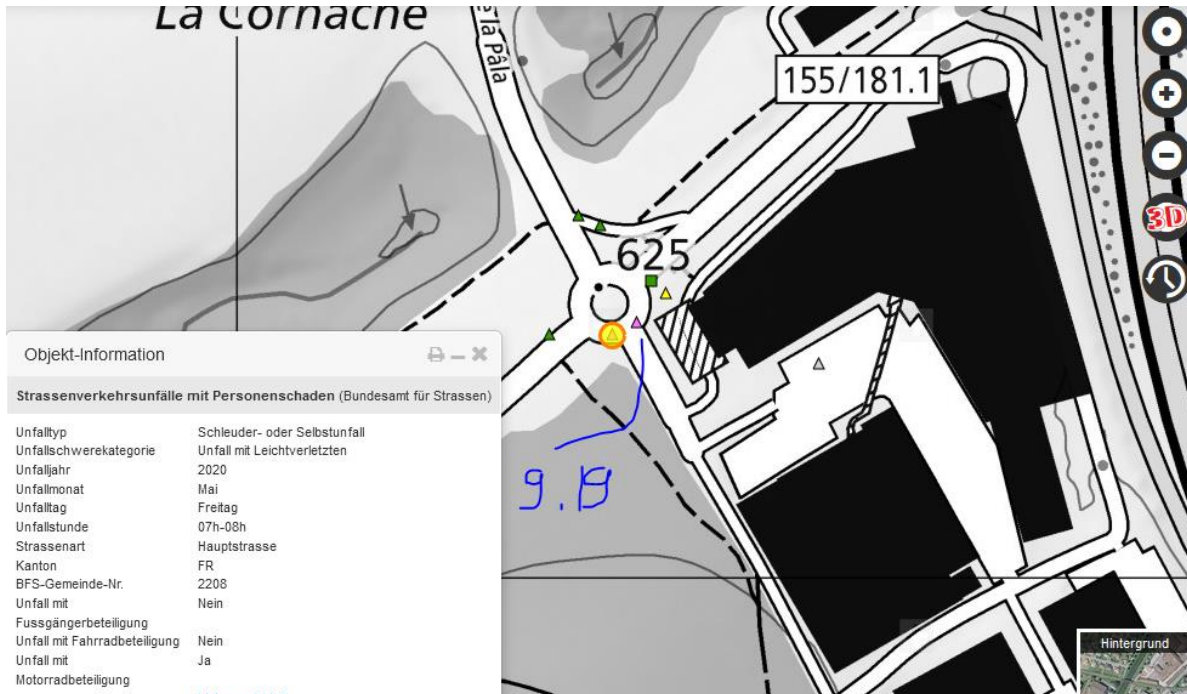 La Cornache
e la Pâla
155/181.1
3D
625
Objekt-Information
Strassenverkehrsunfälle mit Personenschaden (Bundesamt für Strassen)
Unfalltyp Schleuder- oder Selbstunfall
Unfallschwerekategorie Unfall mit Leichtverletzten
Unfalljahr 2020
Unfallmonat Mai
Unfalltag Freitag
Unfallstunde 07h-08h
Strassenart Hauptstrasse
Kanton FR
BFS-Gemeinde-Nr. 2208
Unfall mit Nein
Fussgängerbeteiligung
Unfall mit Fahrradbeteiligung Nein
Unfall mit Ja
Motorradbeteiligung
9.19
Hintergrund